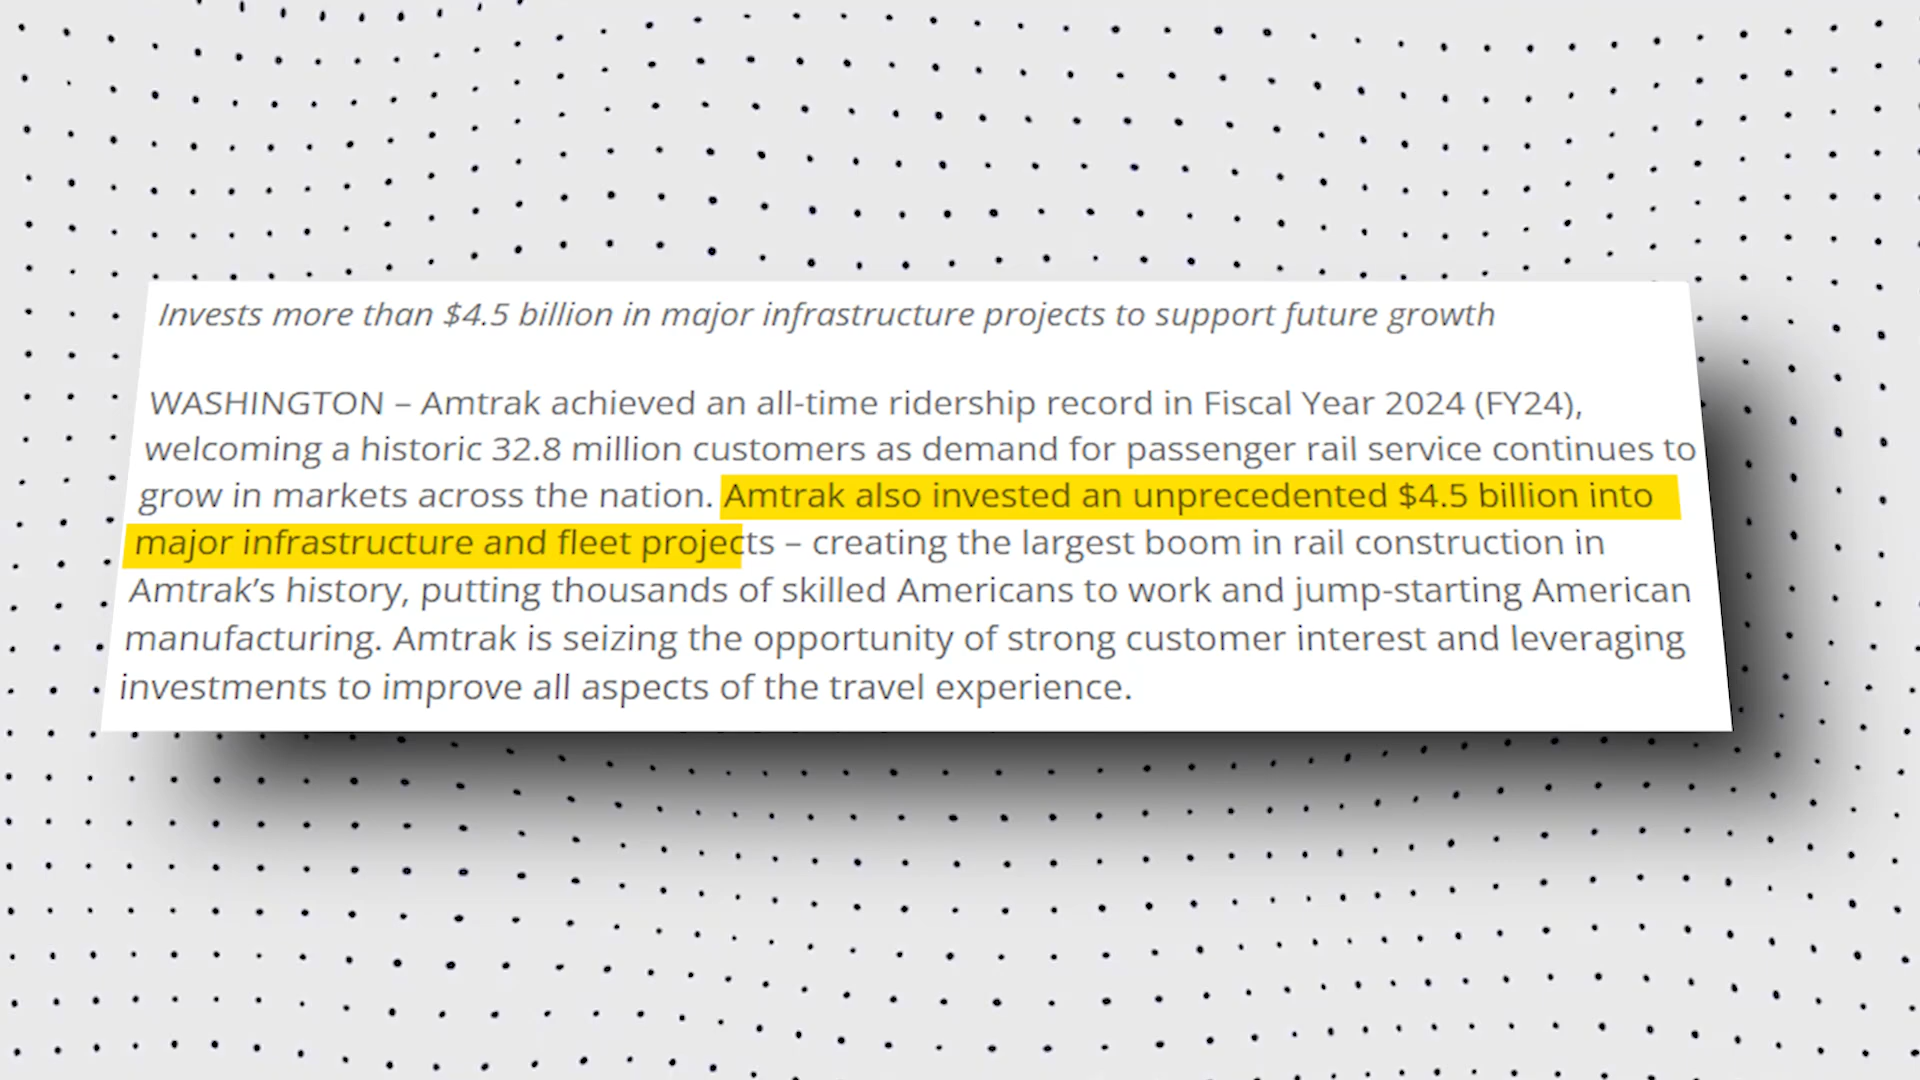 Invests more than $4.5 billion in major infrastructure projects to support future growth
WASHINGTON – Amtrak achieved an all-time ridership record in Fiscal Year 2024 (FY24),
welcoming a historic 32.8 million customers as demand for passenger rail service continues to
grow in markets across the nation. Amtrak also invested an unprecedented $4.5 billion into
major infrastructure and fleet projects – creating the largest boom in rail construction in
Amtrak’s history, putting thousands of skilled Americans to work and jump-starting American
manufacturing. Amtrak is seizing the opportunity of strong customer interest and leveraging
investments to improve all aspects of the travel experience.